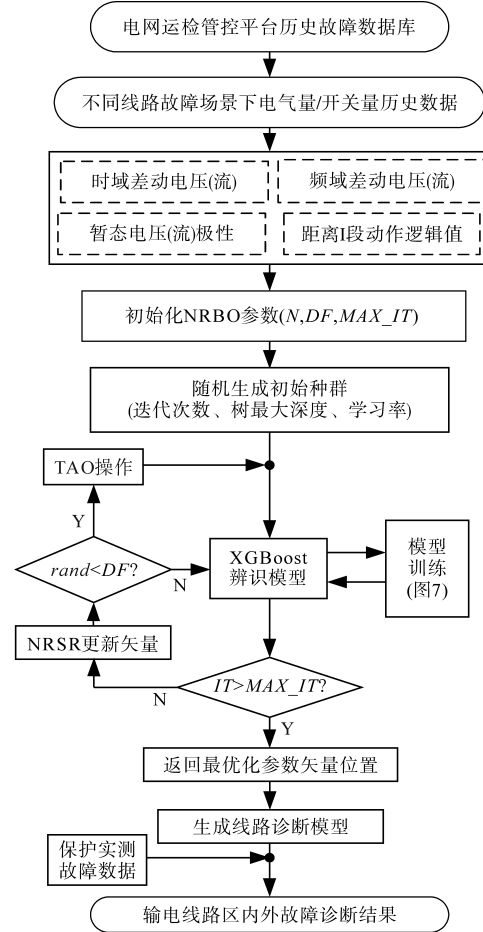 电网运检管控平台历史故障数据库
不同线路故障场景下电气量/开关量历史数据
时域差动电压(流)
频域差动电压(流)
暂态电压(流)极性
距离I段动作逻辑值
初始化NRBO参数(N,DF,MAX_IT)
随机生成初始种群
(迭代次数、树最大深度、学习率)
TAO操作
Y
rand<DF?
N
XGBoost
辨识模型
模型
训练
(图7)
NRSR更新矢量
N
IT>MAX_IT?
Y
返回最优化参数矢量位置
生成线路诊断模型
保护实测
故障数据
输电线路区内外故障诊断结果